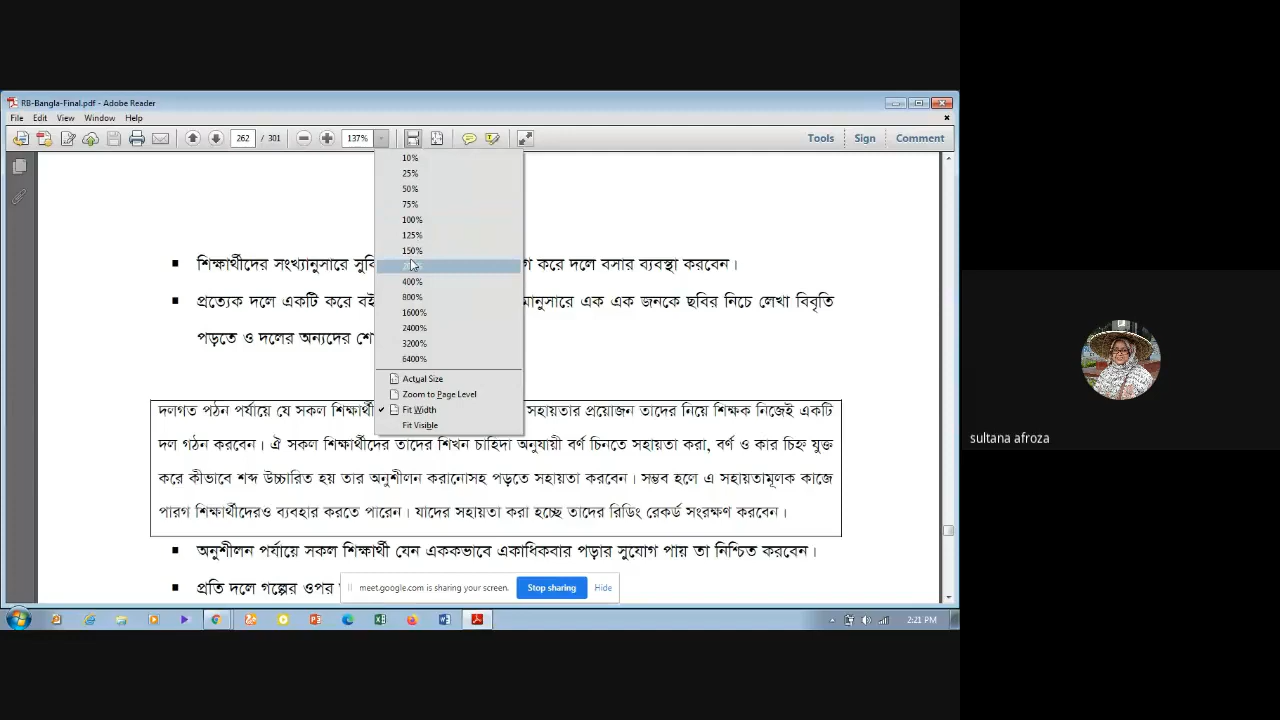 RB-Bangla-Final.pdf - Adobe Reader
File Edit View Window Help
262 / 301 137% Tools Sign Comment
10%
25%
50%
75%
100%
125%
150%
400%
800%
1600%
2400%
3200%
6400%
Actual Size
Zoom to Page Level
Fit Width
Fit Visible
শিক্ষার্থীদের সংখ্যানুসারে করে দলে বসার ব্যবস্থা করবেন।
প্রত্যেক দলে একটি করে এক এক জনকে ছবির নিচে লেখা বিবৃতি
পড়তে ও দলের অন্যদের
দলগত পঠন পর্যায়ে যে সকল সহায়তার প্রয়োজন তাদের নিয়ে শিক্ষক নিজেই একটি
দল গঠন করবেন। ঐ সকল শিক্ষার্থীদের তাদের শিখন চাহিদা অনুযায়ী বর্ণ চিনতে সহায়তা করা, বর্ণ ও কার চিহ্ন যুক্ত
করে কীভাবে শব্দ উচ্চারিত হয় তার অনুশীলন করানোসহ পড়তে সহায়তা করবেন। সম্ভব হলে এ সহায়তামূলক কাজে
পারগ শিক্ষার্থীদেরও ব্যবহার করতে পারেন। যাদের সহায়তা করা হচ্ছে তাদের রিডিং রেকর্ড সংরক্ষণ করবেন।
অনুশীলন পর্যায়ে সকল শিক্ষার্থী যেন এককভাবে একাধিকবার পড়ার সুযোগ পায় তা নিশ্চিত করবেন।
প্রতি দলে গল্পের ওপর
meet.google.com is sharing your screen. Stop sharing Hide
2:21 PM
sultana afroza